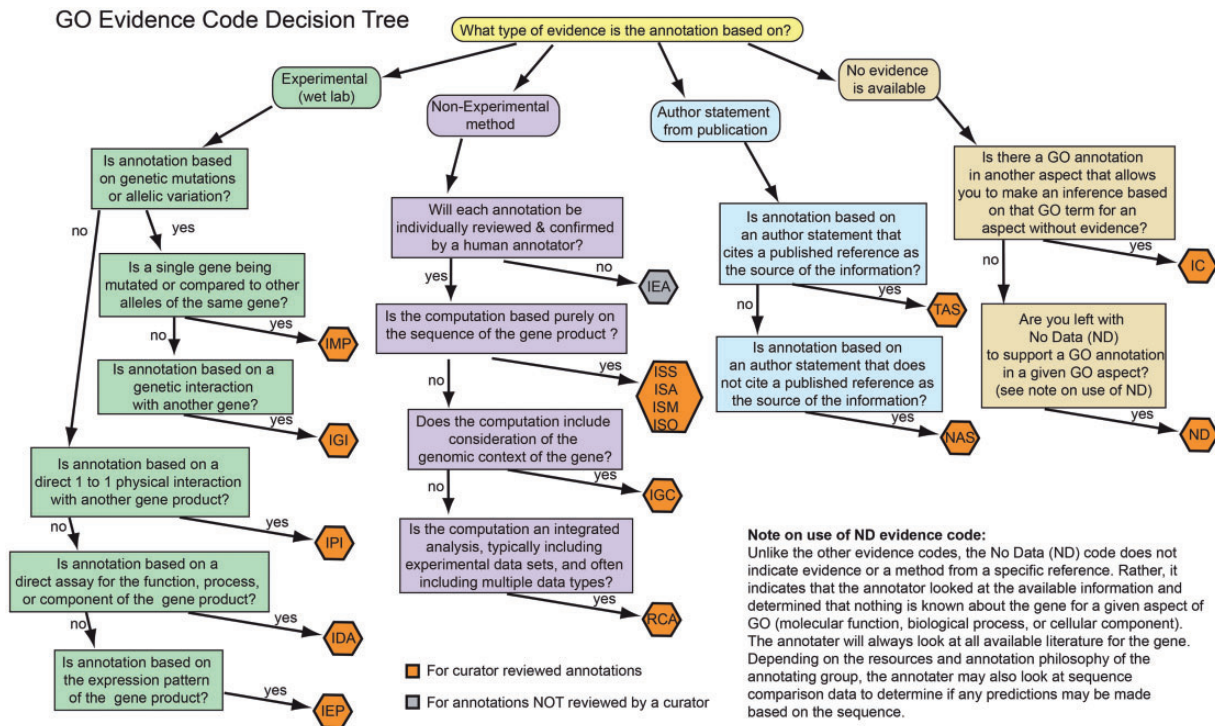 GO Evidence Code Decision Tree
What type of evidence is the annotation based on?
Experimental
(wet lab)
Non-Experimental
method
Author statement
from publication
No evidence
is available
Is annotation based
on genetic mutations
or allelic variation?
no
yes
Is a single gene being
mutated or compared to other
alleles of the same gene?
no
yes
IMP
Is annotation based on a
genetic interaction
with another gene?
yes
IGI
Is annotation based on a
direct 1 to 1 physical interaction
with another gene product?
no
yes
IPI
Is annotation based on a
direct assay for the function, process,
or component of the gene product?
no
yes
IDA
Is annotation based on
the expression pattern
of the gene product?
yes
IEP
Will each annotation be
individually reviewed & confirmed
by a human annotator?
yes
no
IEA
Is the computation based purely on
the sequence of the gene product ?
no
yes
ISS
ISA
ISM
ISO
Does the computation include
consideration of the
genomic context of the gene?
no
yes
IGC
Is the computation an integrated
analysis, typically including
experimental data sets, and often
including multiple data types?
yes
RCA
Is annotation based on
an author statement that
cites a published reference as
the source of the information?
no
yes
TAS
Is annotation based on
an author statement that does
not cite a published reference as
the source of the information?
yes
NAS
Is there a GO annotation
in another aspect that allows
you to make an inference based
on that GO term for an
aspect without evidence?
no
yes
IC
Are you left with
No Data (ND)
to support a GO annotation
in a given GO aspect?
(see note on use of ND)
yes
ND
For curator reviewed annotations
For annotations NOT reviewed by a curator
Note on use of ND evidence code:
Unlike the other evidence codes, the No Data (ND) code does not
indicate evidence or a method from a specific reference. Rather, it
indicates that the annotator looked at the available information and
determined that nothing is known about the gene for a given aspect of
GO (molecular function, biological process, or cellular component).
The annotater will always look at all available literature for the gene.
Depending on the resources and annotation philosophy of the
annotating group, the annotater may also look at sequence
comparison data to determine if any predictions may be made
based on the sequence.